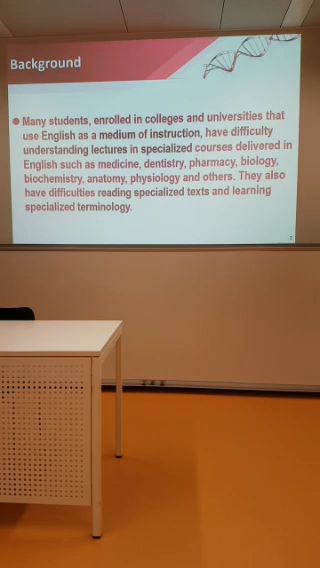 Background
Many students, enrolled in colleges and universities that
use English as a medium of instruction, have difficulty
understanding lectures in specialized courses delivered in
English such as medicine, dentistry, pharmacy, biology,
biochemistry, anatomy, physiology and others. They also
have difficulties reading specialized texts and learning
specialized terminology.